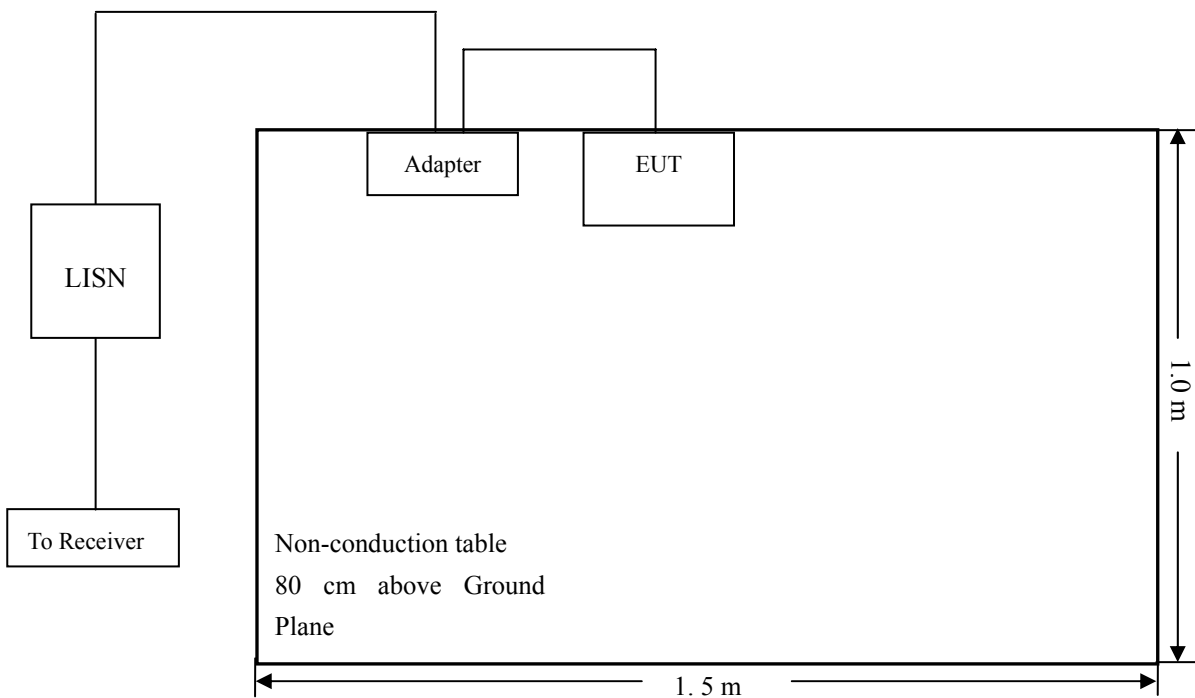 Adapter
EUT
LISN
1.0 m
To Receiver
Non-conduction table
80 cm above Ground
Plane
1. 5 m